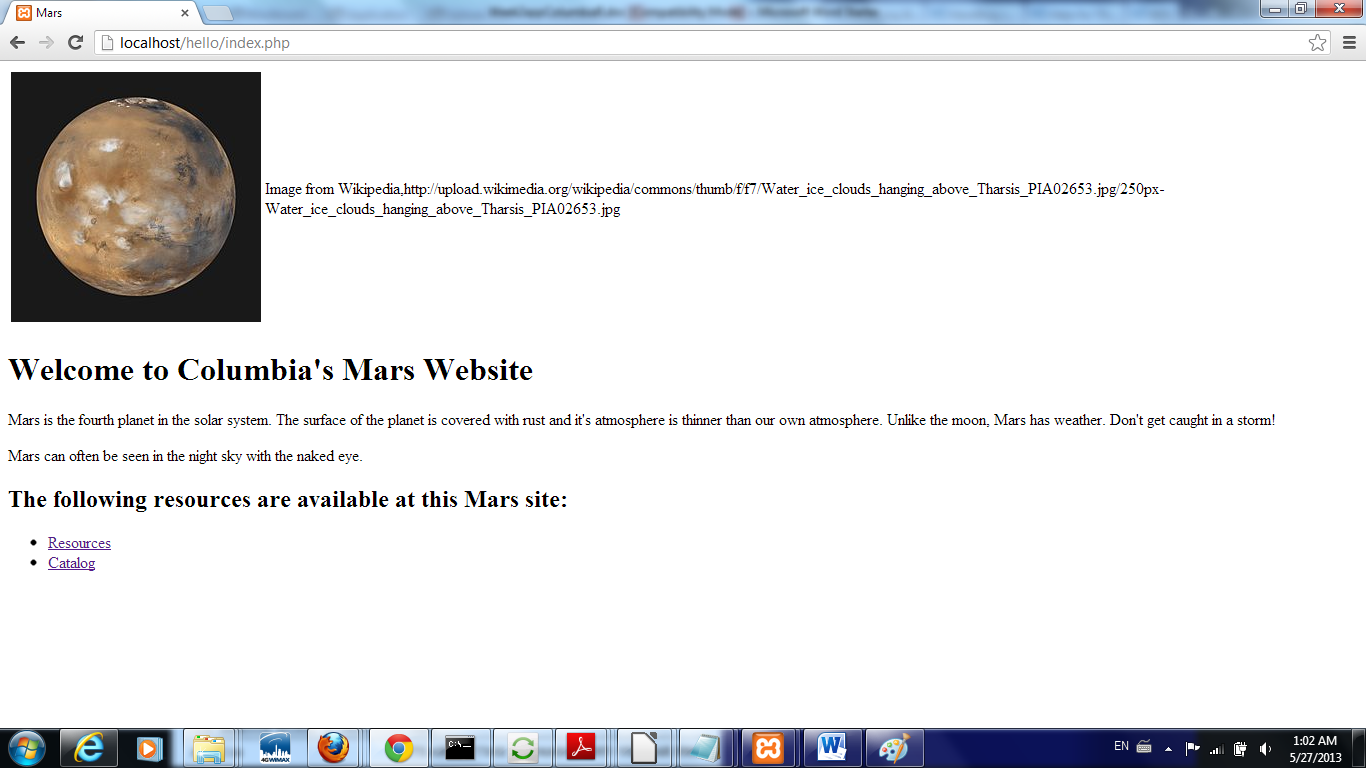 Mars
localhost/hello/index.php
Image from Wikipedia,http://upload.wikimedia.org/wikipedia/commons/thumb/f/f7/Water_ice_clouds_hanging_above_Tharsis_PIA02653.jpg/250px-
Water_ice_clouds_hanging_above_Tharsis_PIA02653.jpg
Welcome to Columbia's Mars Website
Mars is the fourth planet in the solar system. The surface of the planet is covered with rust and it's atmosphere is thinner than our own atmosphere. Unlike the moon, Mars has weather. Don't get caught in a storm!
Mars can often be seen in the night sky with the naked eye.
The following resources are available at this Mars site:
Resources
Catalog
4GWIMAX
C:\_
W
EN
1:02 AM
5/27/2013